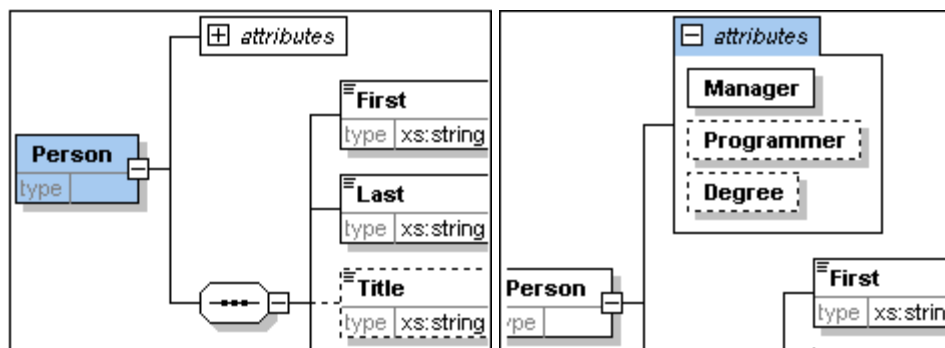 attributes
First
type xs:string
Person
type
Last
type xs:string
Title
type xs:string
attributes
Manager
Programmer
Degree
Person
First
type